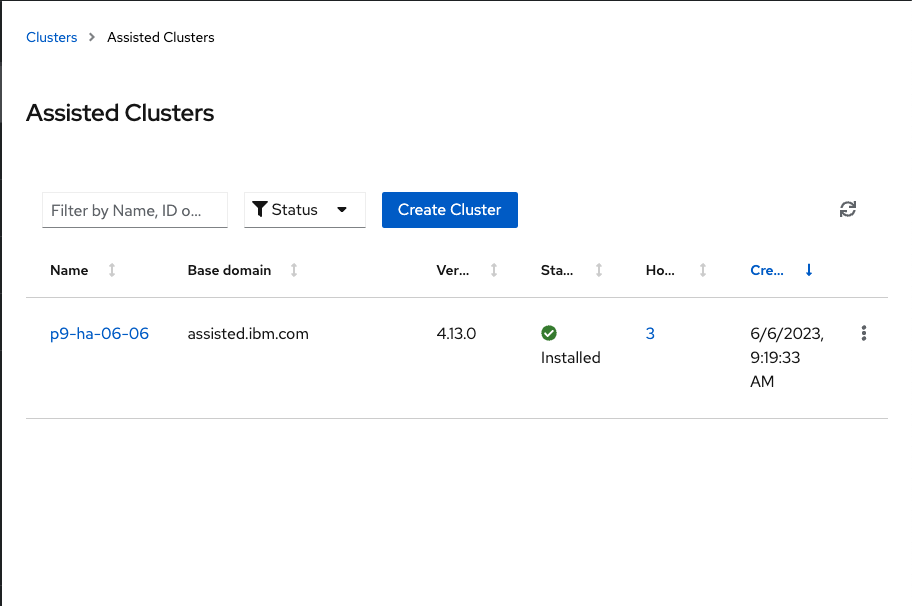 Clusters > Assisted Clusters
Assisted Clusters
Filter by Name, ID o... Status Create Cluster
Name Base domain Ver... Sta... Ho... Cre...
p9-ha-06-06 assisted.ibm.com 4.13.0 3 6/6/2023,
Installed 9:19:33
AM